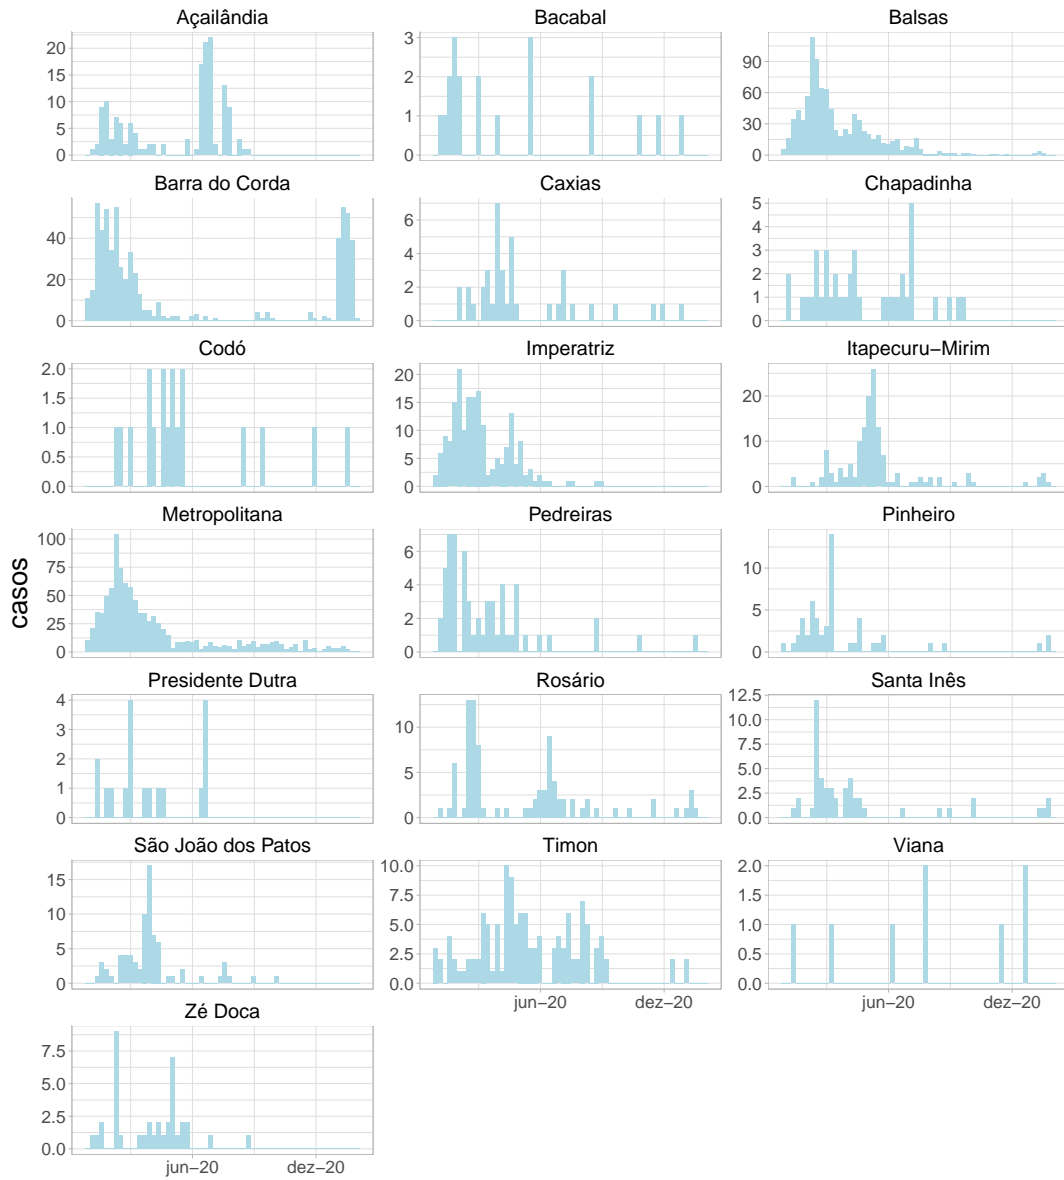 Açailândia Bacabal Balsas
20 15 10 5 0
3 2 1 0
90 60 30 0
Barra do Corda Caxias Chapadinha
40 20 0
6 4 2 0
5 4 3 2 1 0
Codó Imperatriz Itapecuru−Mirim
2.0 1.5 1.0 0.5 0.0
20 15 10 5 0
20 10 0
Metropolitana Pedreiras Pinheiro
100 75 50 25 0
6 4 2 0
10 5 0
casos
Presidente Dutra Rosário Santa Inês
4 3 2 1 0
10 5 0
12.5 10.0 7.5 5.0 2.5 0.0
São João dos Patos Timon Viana
15 10 5 0
10.0 7.5 5.0 2.5 0.0
2.0 1.5 1.0 0.5 0.0
jun−20 dez−20 jun−20 dez−20
Zé Doca
7.5 5.0 2.5 0.0
jun−20 dez−20